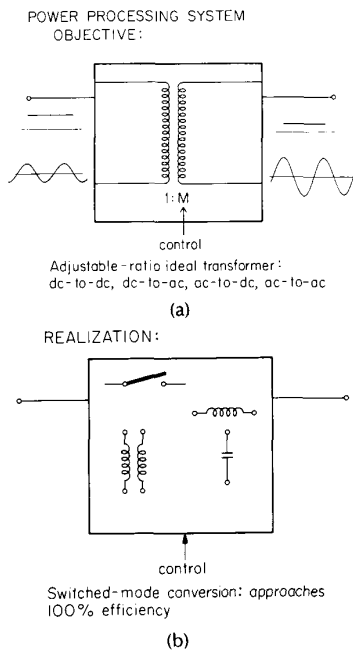 POWER PROCESSING SYSTEM
OBJECTIVE:
1:M
control
Adjustable-ratio ideal transformer:
dc-to-dc, dc-to-ac, ac-to-dc, ac-to-ac
(a)
REALIZATION:
control
Switched-mode conversion: approaches
100% efficiency
(b)